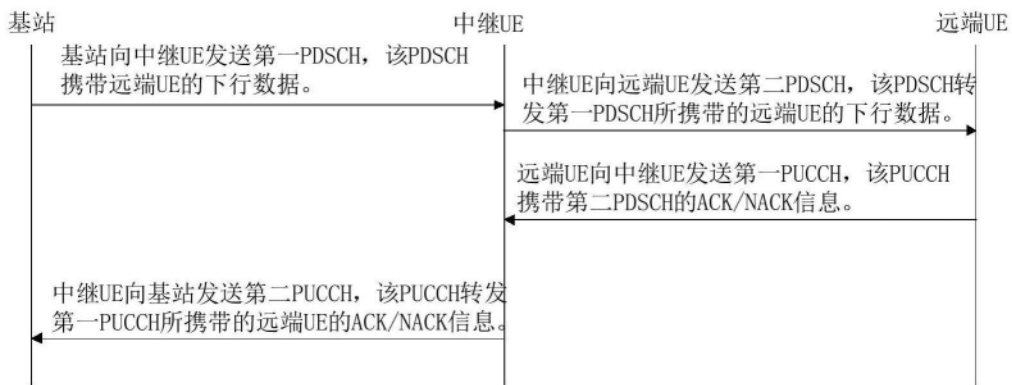 基站
中继UE
远端UE
基站向中继UE发送第一PDSCH，该PDSCH
携带远端UE的下行数据。
中继UE向远端UE发送第二PDSCH，该PDSCH转
发第一PDSCH所携带的远端UE的下行数据。
远端UE向中继UE发送第一PUCCH，该PUCCH
携带第二PDSCH的ACK/NACK信息。
中继UE向基站发送第二PUCCH，该PUCCH转发
第一PUCCH所携带的远端UE的ACK/NACK信息。